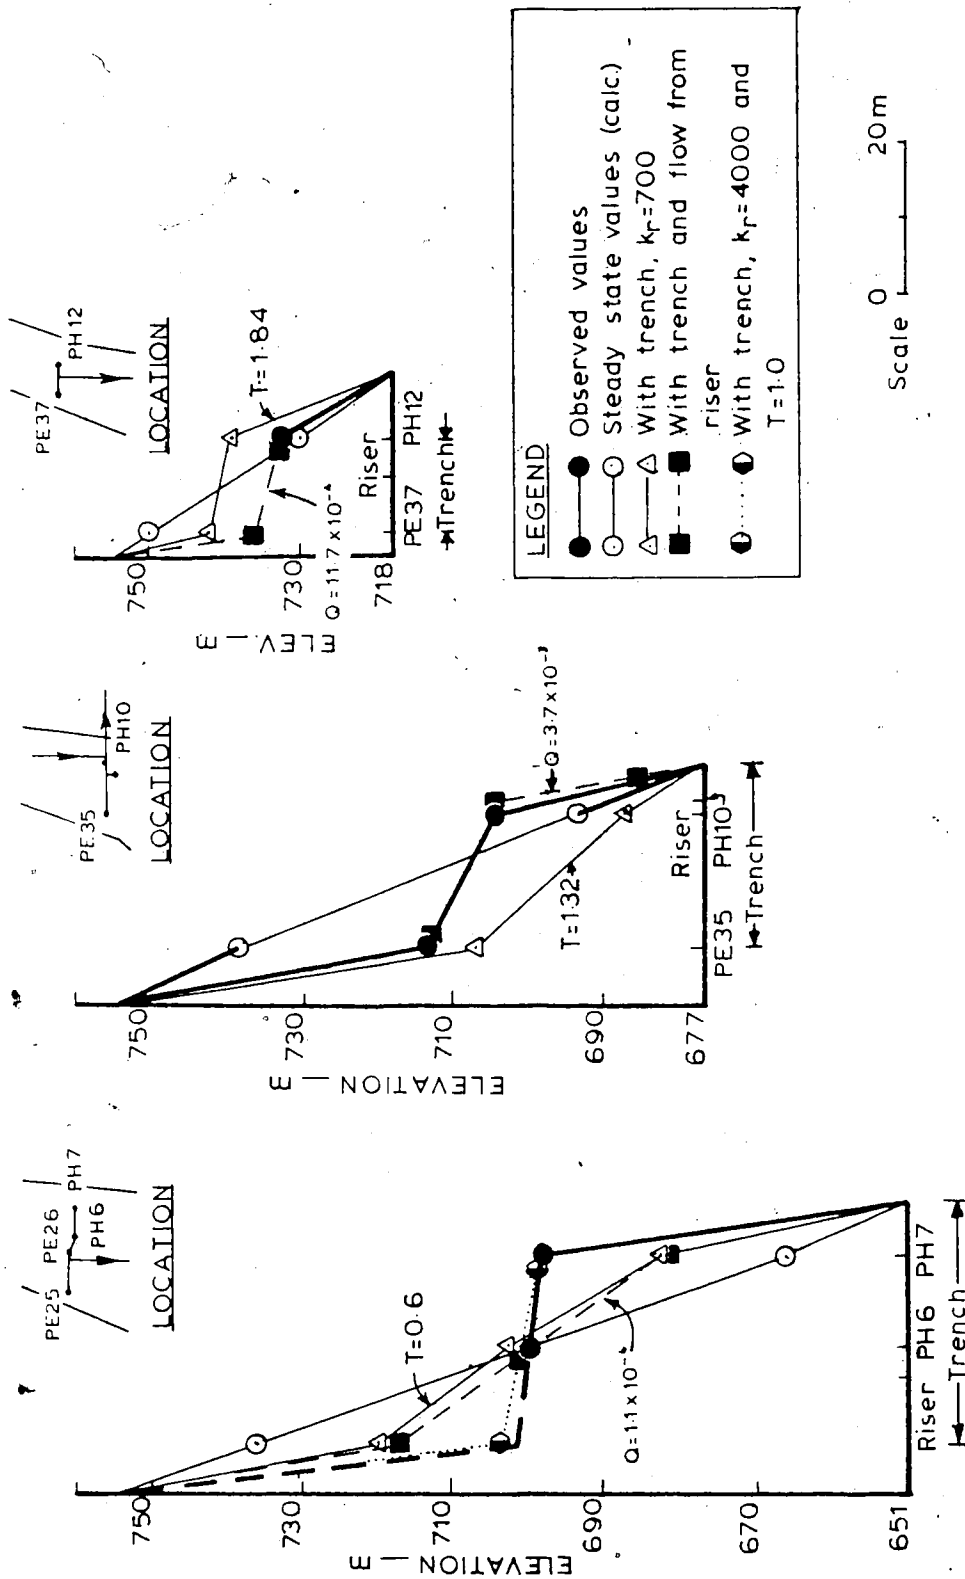 PE25
PE26
PH6
PH7
LOCATION
ELEVATION — m
750
730
710
690
670
651
T=0·6
Q=1·1 x 10⁻⁴
Riser PH6 PH7
Trench
PE35
PH10
LOCATION
ELEVATION — m
750
730
710
690
677
T=1·32
Q=3·7 x 10⁻³
Riser
PE35 PH10
Trench
PE37
PH12
LOCATION
ELEV. — m
750
730
718
T=1·84
Q=11·7 x 10⁻⁴
Riser
PE37 PH12
Trench
LEGEND
Observed values
Steady state values (calc.)
With trench, kᵣ=700
With trench and flow from
riser
With trench, kᵣ=4000 and
T=1·0
Scale 0 20m